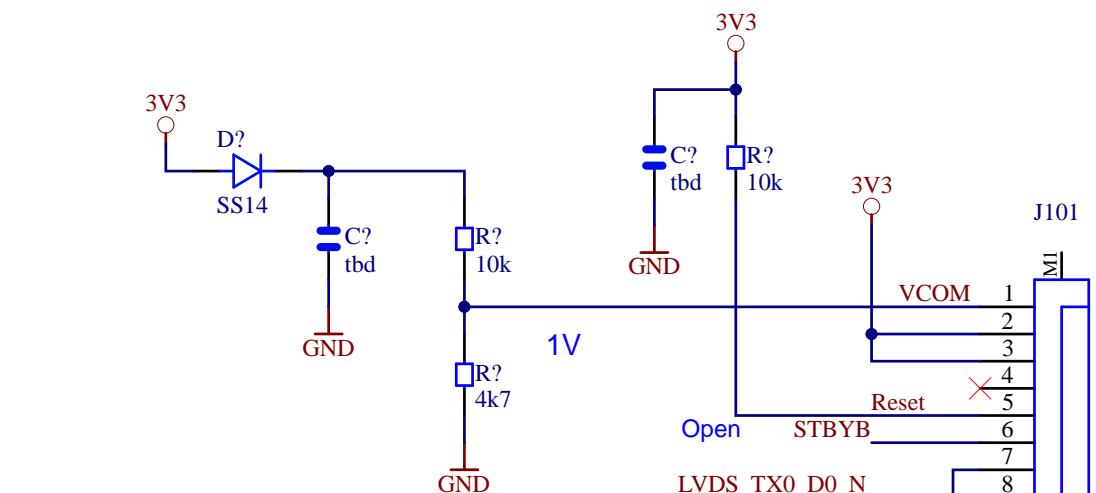 3V3
3V3
D?
SS14
C?
tbd
R?
10k
3V3
J101
C?
tbd
R?
10k
M1
GND
VCOM
1
2
3
4
5
6
7
8
GND
1V
R?
4k7
Reset
Open
STBYB
GND
LVDS_TX0_D0_N